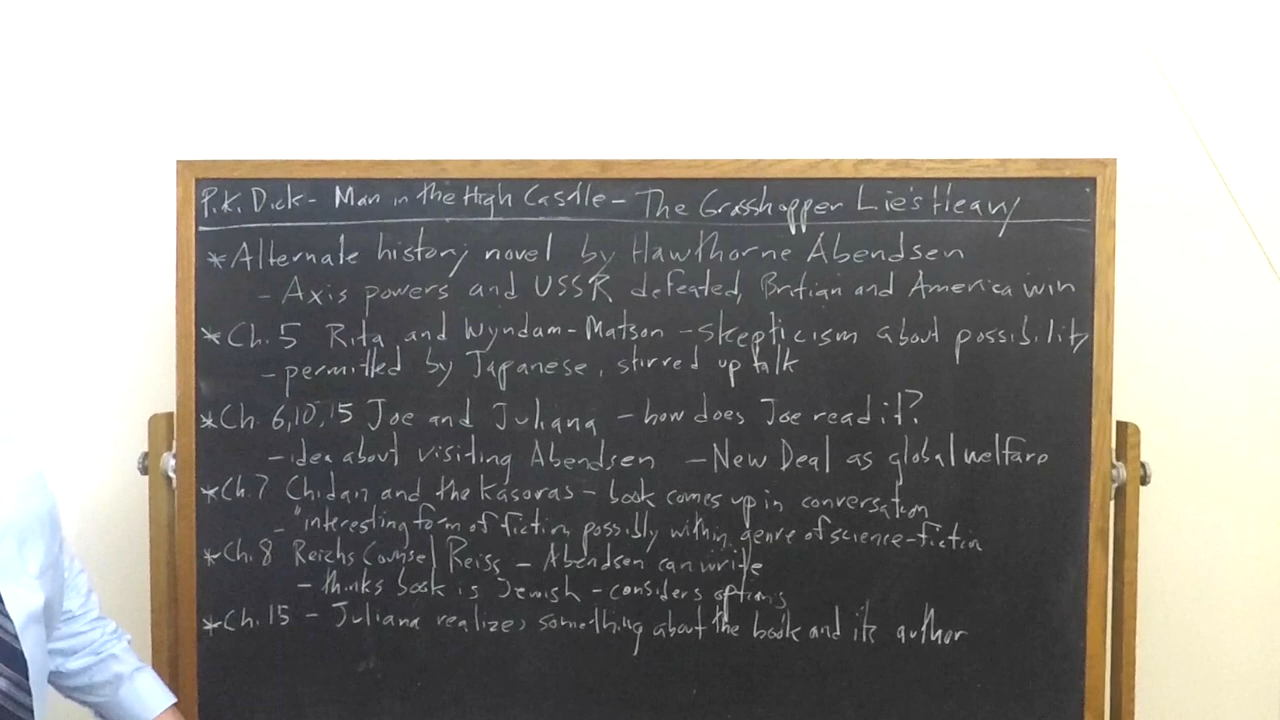 P.K. Dick - Man in the High Castle - The Grasshopper Lie's Heavy
* Alternate history novel by Hawthorne Abendsen
- Axis powers and USSR defeated, Britian and America win
* Ch. 5 Rita and Wyndam-Matson - skepticism about possibility
- permitted by Japanese, stirred up talk
* Ch. 6, 10, 15 Joe and Juliana - how does Joe read it?
- idea about visiting Abendsen - New Deal as global welfare
* Ch. 7 Chidan and the Kasoras - book comes up in conversation
- "interesting form of fiction possibly within genre of science-fiction
* Ch. 8 Reichs Counsel Reiss - Abendsen can write
- thinks book is Jewish - considers options
* Ch. 15 - Juliana realizes something about the book and its author